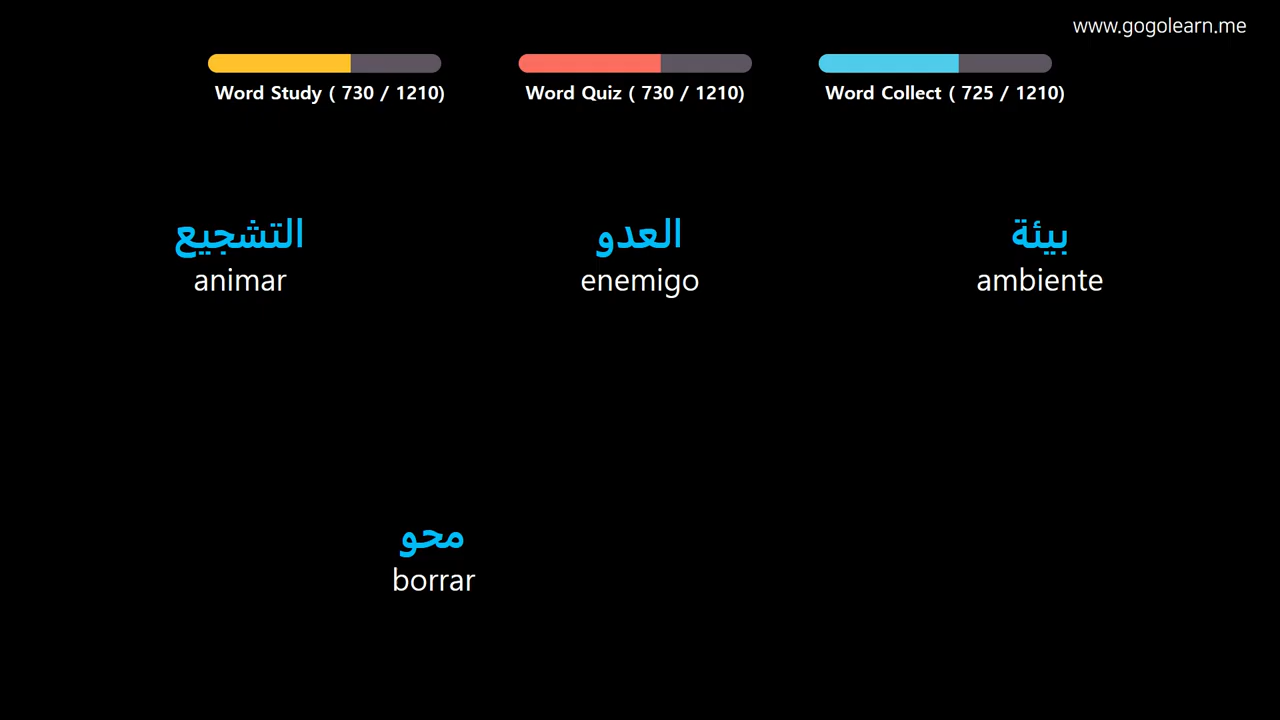 www.gogolearn.me
Word Study ( 730 / 1210)
Word Quiz ( 730 / 1210)
Word Collect ( 725 / 1210)
التشجيع
animar
العدو
enemigo
بيئة
ambiente
محو
borrar